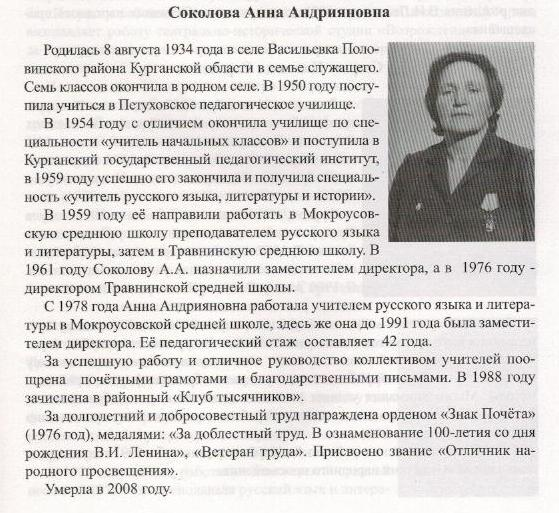 Соколова Анна Андрияновна
Родилась 8 августа 1934 года в селе Васильевка Поло-
винского района Курганской области в семье служащего.
Семь классов окончила в родном селе. В 1950 году посту-
пила учиться в Петуховское педагогическое училище.
В 1954 году с отличием окончила училище по спе-
циальности «учитель начальных классов» и поступила в
Курганский государственный педагогический институт,
в 1959 году успешно его закончила и получила специаль-
ность «учитель русского языка, литературы и истории».
В 1959 году её направили работать в Мокроусов-
скую среднюю школу преподавателем русского языка
и литературы, затем в Травнинскую среднюю школу. В
1961 году Соколову А.А. назначили заместителем директора, а в 1976 году -
директором Травнинской средней школы.
С 1978 года Анна Андрияновна работала учителем русского языка и литера-
туры в Мокроусовской средней школе, здесь же она до 1991 года была замести-
телем директора. Её педагогический стаж составляет 42 года.
За успешную работу и отличное руководство коллективом учителей поо-
щрена почётными грамотами и благодарственными письмами. В 1988 году
зачислена в районный «Клуб тысячников».
За долголетний и добросовестный труд награждена орденом «Знак Почёта»
(1976 год), медалями: «За доблестный труд. В ознаменование 100-летия со дня
рождения В.И. Ленина», «Ветеран труда». Присвоено звание «Отличник на-
родного просвещения».
Умерла в 2008 году.